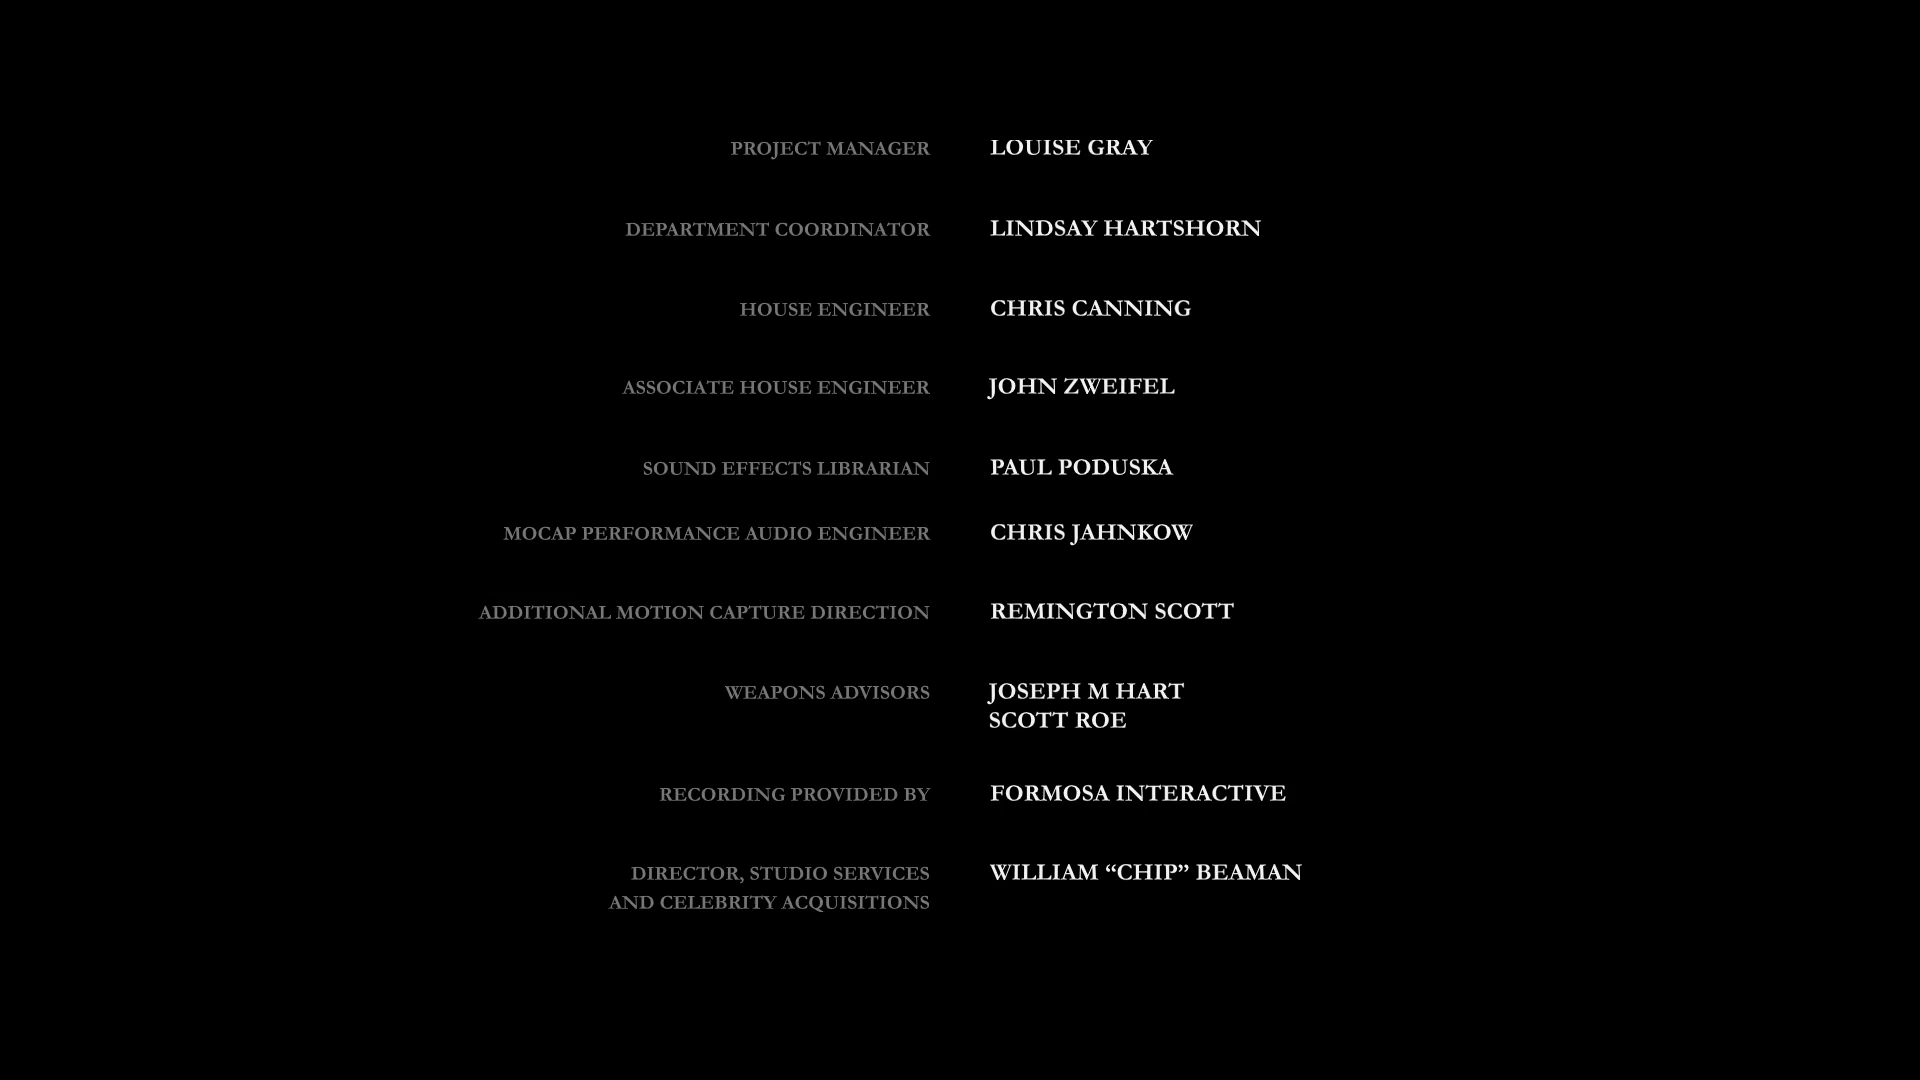 PROJECT MANAGER LOUISE GRAY
DEPARTMENT COORDINATOR LINDSAY HARTSHORN
HOUSE ENGINEER CHRIS CANNING
ASSOCIATE HOUSE ENGINEER JOHN ZWEIFEL
SOUND EFFECTS LIBRARIAN PAUL PODUSKA
MOCAP PERFORMANCE AUDIO ENGINEER CHRIS JAHNKOW
ADDITIONAL MOTION CAPTURE DIRECTION REMINGTON SCOTT
WEAPONS ADVISORS JOSEPH M HART
SCOTT ROE
RECORDING PROVIDED BY FORMOSA INTERACTIVE
DIRECTOR, STUDIO SERVICES WILLIAM “CHIP” BEAMAN
AND CELEBRITY ACQUISITIONS